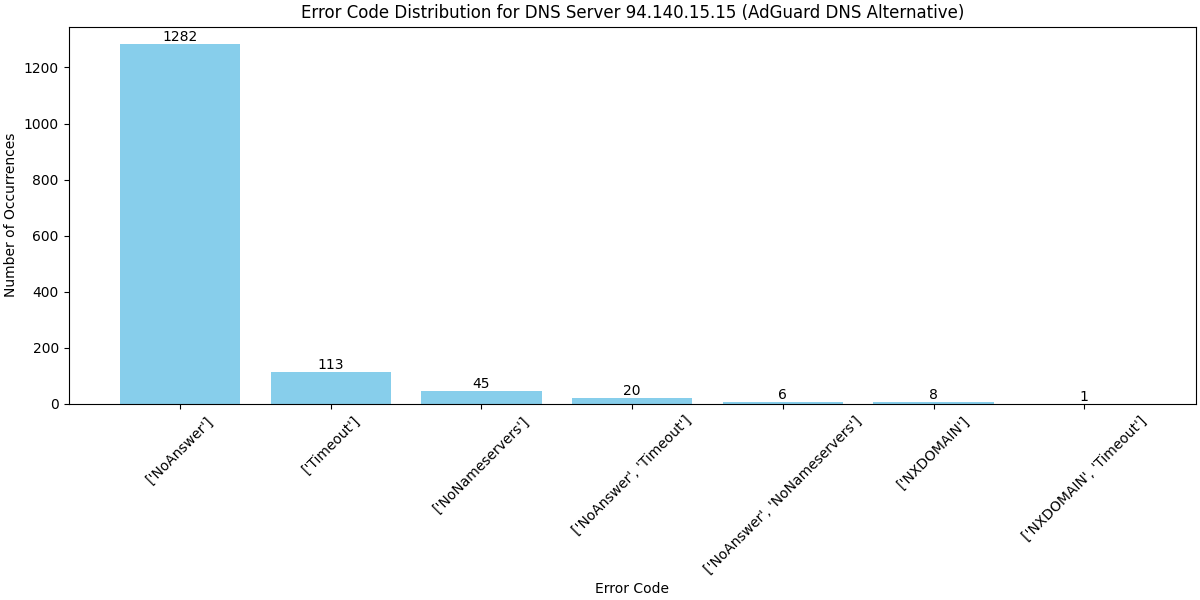 Error Code Distribution for DNS Server 94.140.15.15 (AdGuard DNS Alternative)
Number of Occurrences
1200
1000
800
600
400
200
0
1282
113
45
20
6
8
1
['NoAnswer']
['Timeout']
['NoNameservers']
['NoAnswer', 'Timeout']
['NoAnswer', 'NoNameservers']
['NXDOMAIN']
['NXDOMAIN', 'Timeout']
Error Code